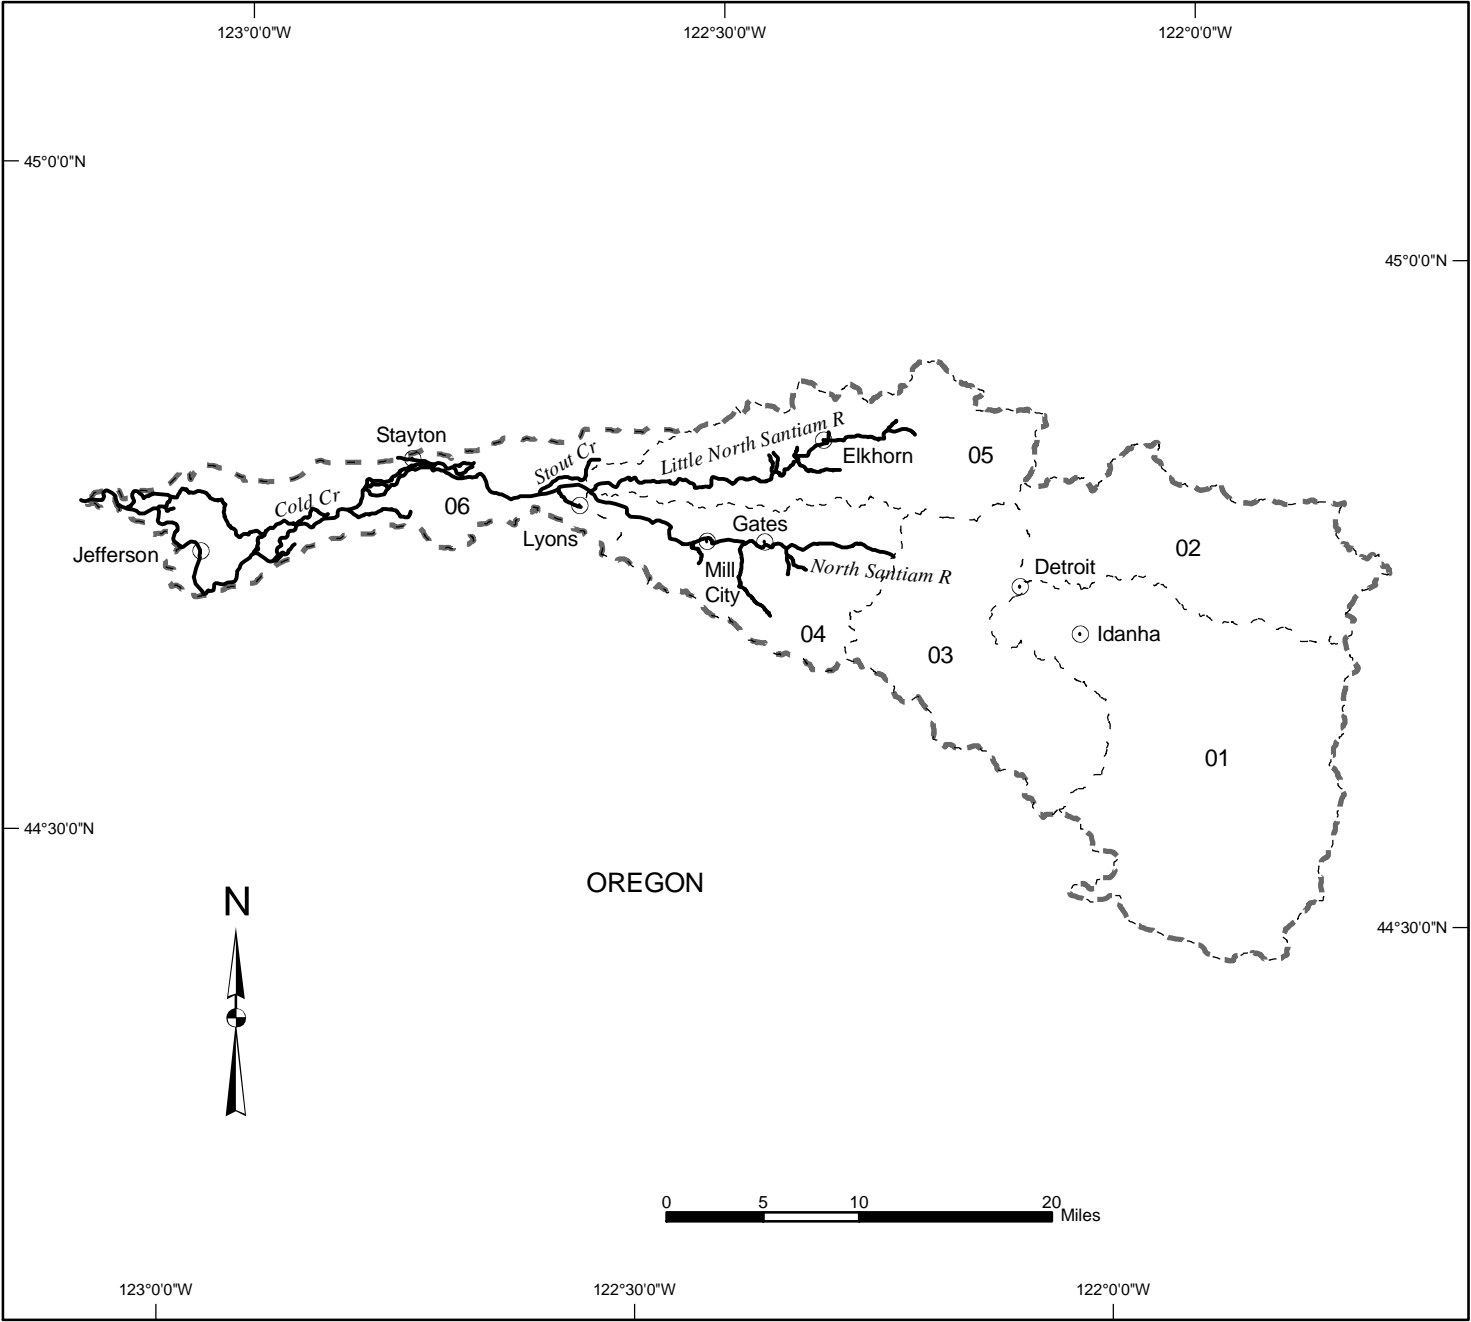 123°0'0"W
122°30'0"W
122°0'0"W
45°0'0"N
45°0'0"N
Stayton
Stout Cr
Little North Santiam R
Elkhorn
05
Cold Cr
06
Jefferson
Lyons
Gates
02
Mill
City
North Santiam R
Detroit
04
03
Idanha
01
44°30'0"N
OREGON
N
44°30'0"N
0
5
10
20
Miles
123°0'0"W
122°30'0"W
122°0'0"W